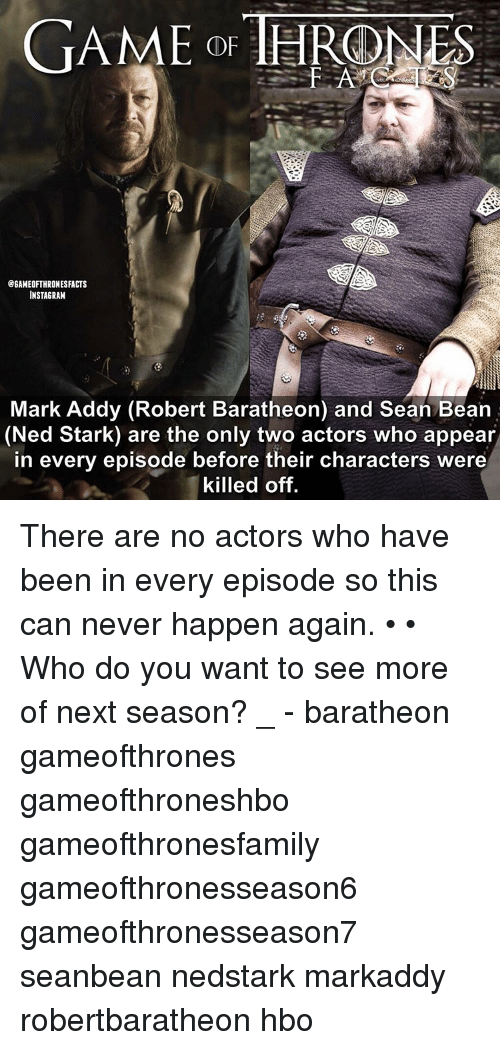 GAME OF THRONES
FACTS
@GAMEOFTHRONESFACTS
INSTAGRAM
Mark Addy (Robert Baratheon) and Sean Bean
(Ned Stark) are the only two actors who appear
in every episode before their characters were
killed off.
There are no actors who have
been in every episode so this
can never happen again. • •
Who do you want to see more
of next season? _ - baratheon
gameofthrones
gameofthroneshbo
gameofthronesfamily
gameofthronesseason6
gameofthronesseason7
seanbean nedstark markaddy
robertbaratheon hbo